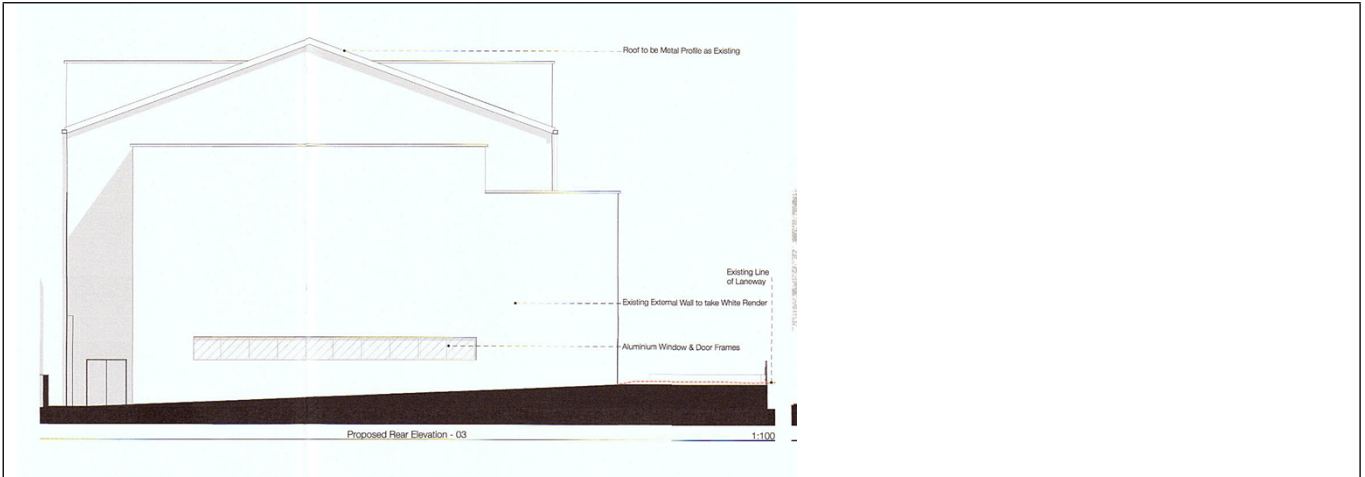 Roof to be Metal Profile as Existing
Existing Line
of Laneway
Existing External Wall to take White Render
Aluminium Window & Door Frames
Proposed Rear Elevation - 03
1:100